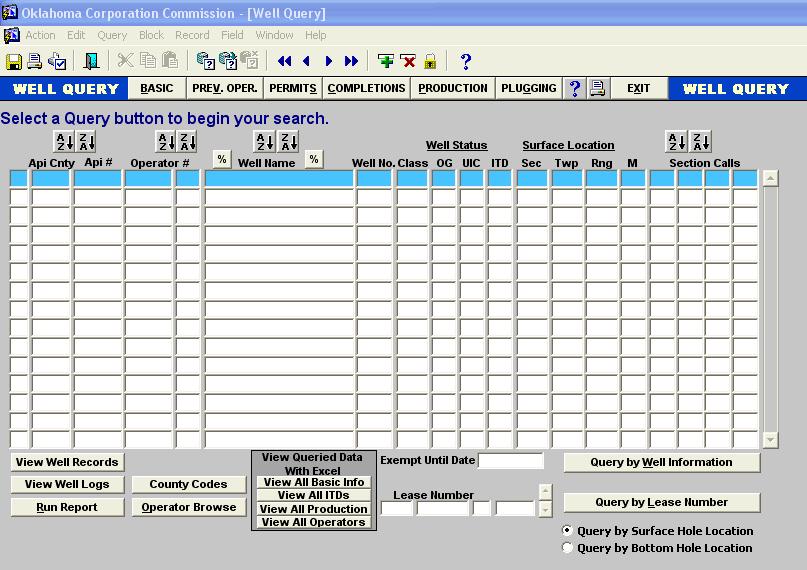 Oklahoma Corporation Commission - [Well Query]
Action Edit Query Block Record Field Window Help
WELL QUERY BASIC PREV. OPER. PERMITS COMPLETIONS PRODUCTION PLUGGING ? EXIT WELL QUERY
Select a Query button to begin your search.
A Z Z A A Z Z A A Z Z A Well Status Surface Location A Z Z A
Api Cnty Api # Operator # % Well Name % Well No. Class OG UIC ITD Sec Twp Rng M Section Calls
View Well Records
View Well Logs County Codes
Run Report Operator Browse
View Queried Data
With Excel
View All Basic Info
View All ITDs
View All Production
View All Operators
Exempt Until Date
Lease Number
Query by Well Information
Query by Lease Number
Query by Surface Hole Location
Query by Bottom Hole Location